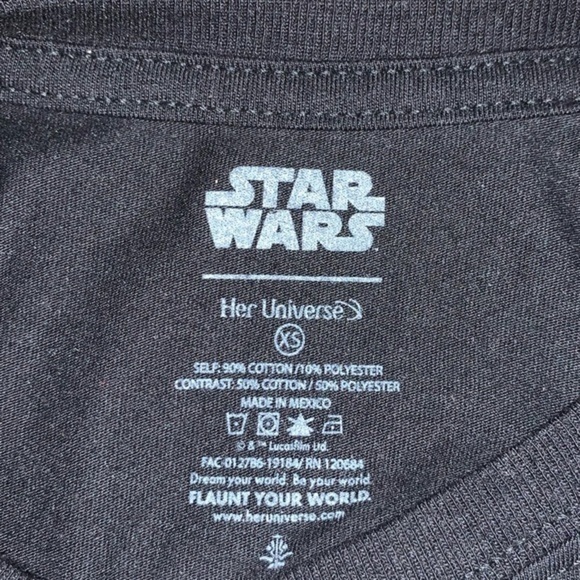 STAR
WARS
Her Universe
XS
SELF: 90% COTTON / 10% POLYESTER
CONTRAST: 50% COTTON / 50% POLYESTER
MADE IN MEXICO
© & ™ Lucasfilm Ltd.
FAC-012786-19184/ RN 120684
Dream your world. Be your world.
FLAUNT YOUR WORLD.
www.heruniverse.com